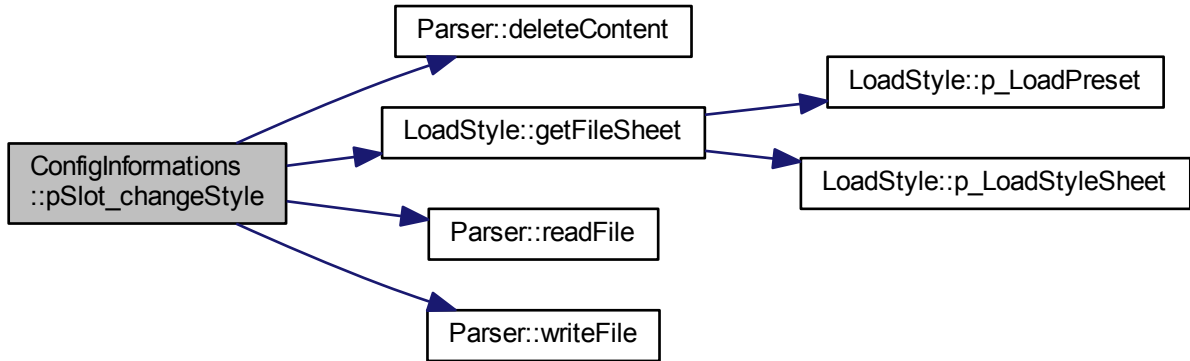 ConfigInformations
::pSlot_changeStyle
Parser::deleteContent
LoadStyle::getFileSheet
LoadStyle::p_LoadPreset
LoadStyle::p_LoadStyleSheet
Parser::readFile
Parser::writeFile